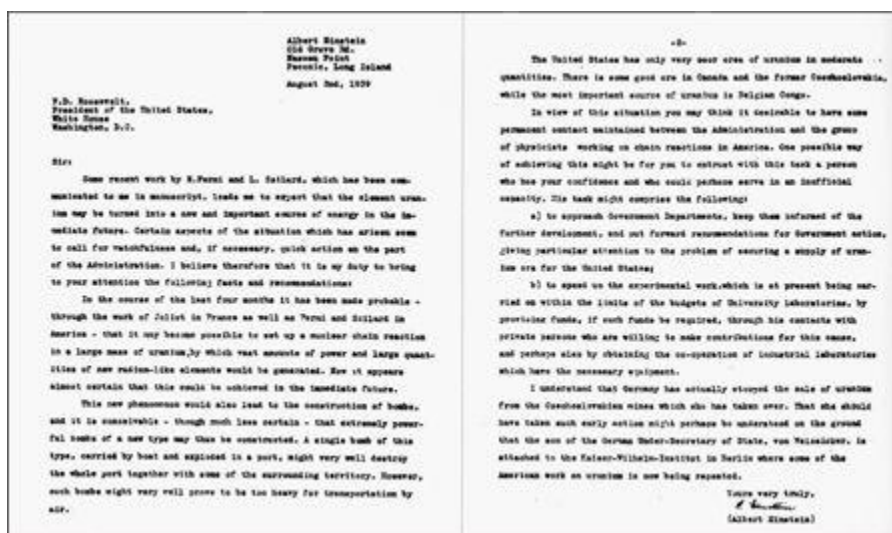 Albert Einstein
Old Grove Rd.
Nassau Point
Peconic, Long Island
August 2nd, 1939
F.D. Roosevelt,
President of the United States,
White House
Washington, D.C.
Sir:
Some recent work by E.Fermi and L. Szilard, which has been com-
municated to me in manuscript, leads me to expect that the element uran-
ium may be turned into a new and important source of energy in the im-
mediate future. Certain aspects of the situation which has arisen seem
to call for watchfulness and, if necessary, quick action on the part
of the Administration. I believe therefore that it is my duty to bring
to your attention the following facts and recommendations:
In the course of the last four months it has been made probable -
through the work of Joliot in France as well as Fermi and Szilard in
America - that it may become possible to set up a nuclear chain reaction
in a large mass of uranium,by which vast amounts of power and large quant-
ities of new radium-like elements would be generated. Now it appears
almost certain that this could be achieved in the immediate future.
This new phenomenon would also lead to the construction of bombs,
and it is conceivable - though much less certain - that extremely power-
ful bombs of a new type may thus be constructed. A single bomb of this
type, carried by boat and exploded in a port, might very well destroy
the whole port together with some of the surrounding territory. However,
such bombs might very well prove to be too heavy for transportation by
air.
-2-
The United States has only very poor ores of uranium in moderate
quantities. There is some good ore in Canada and the former Czechoslovakia,
while the most important source of uranium is Belgian Congo.
In view of this situation you may think it desirable to have some
permanent contact maintained between the Administration and the group
of physicists working on chain reactions in America. One possible way
of achieving this might be for you to entrust with this task a person
who has your confidence and who could perhaps serve in an inofficial
capacity. His task might comprise the following:
a) to approach Government Departments, keep them informed of the
further development, and put forward recommendations for Government action,
giving particular attention to the problem of securing a supply of uran-
ium ore for the United States;
b) to speed up the experimental work,which is at present being car-
ried on within the limits of the budgets of University laboratories, by
providing funds, if such funds be required, through his contacts with
private persons who are willing to make contributions for this cause,
and perhaps also by obtaining the co-operation of industrial laboratories
which have the necessary equipment.
I understand that Germany has actually stopped the sale of uranium
from the Czechoslovakian mines which she has taken over. That she should
have taken such early action might perhaps be understood on the ground
that the son of the German Under-Secretary of State, von Weizsäcker, is
attached to the Kaiser-Wilhelm-Institut in Berlin where some of the
American work on uranium is now being repeated.
Yours very truly,
A. Einstein
(Albert Einstein)